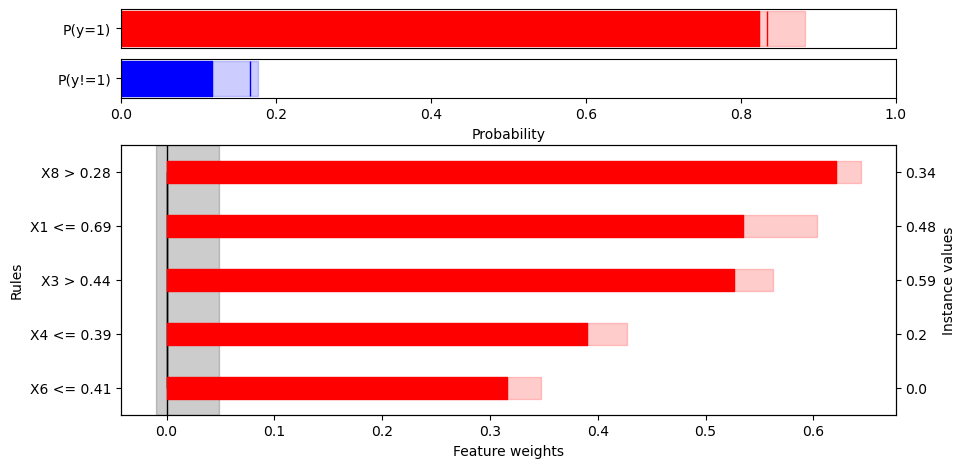 P(y=1)
P(y!=1)
0.0 0.2 0.4 0.6 0.8 1.0
Probability
X8 > 0.28 0.34
X1 <= 0.69 0.48
X3 > 0.44 0.59
X4 <= 0.39 0.2
X6 <= 0.41 0.0
Rules
Instance values
0.0 0.1 0.2 0.3 0.4 0.5 0.6
Feature weights